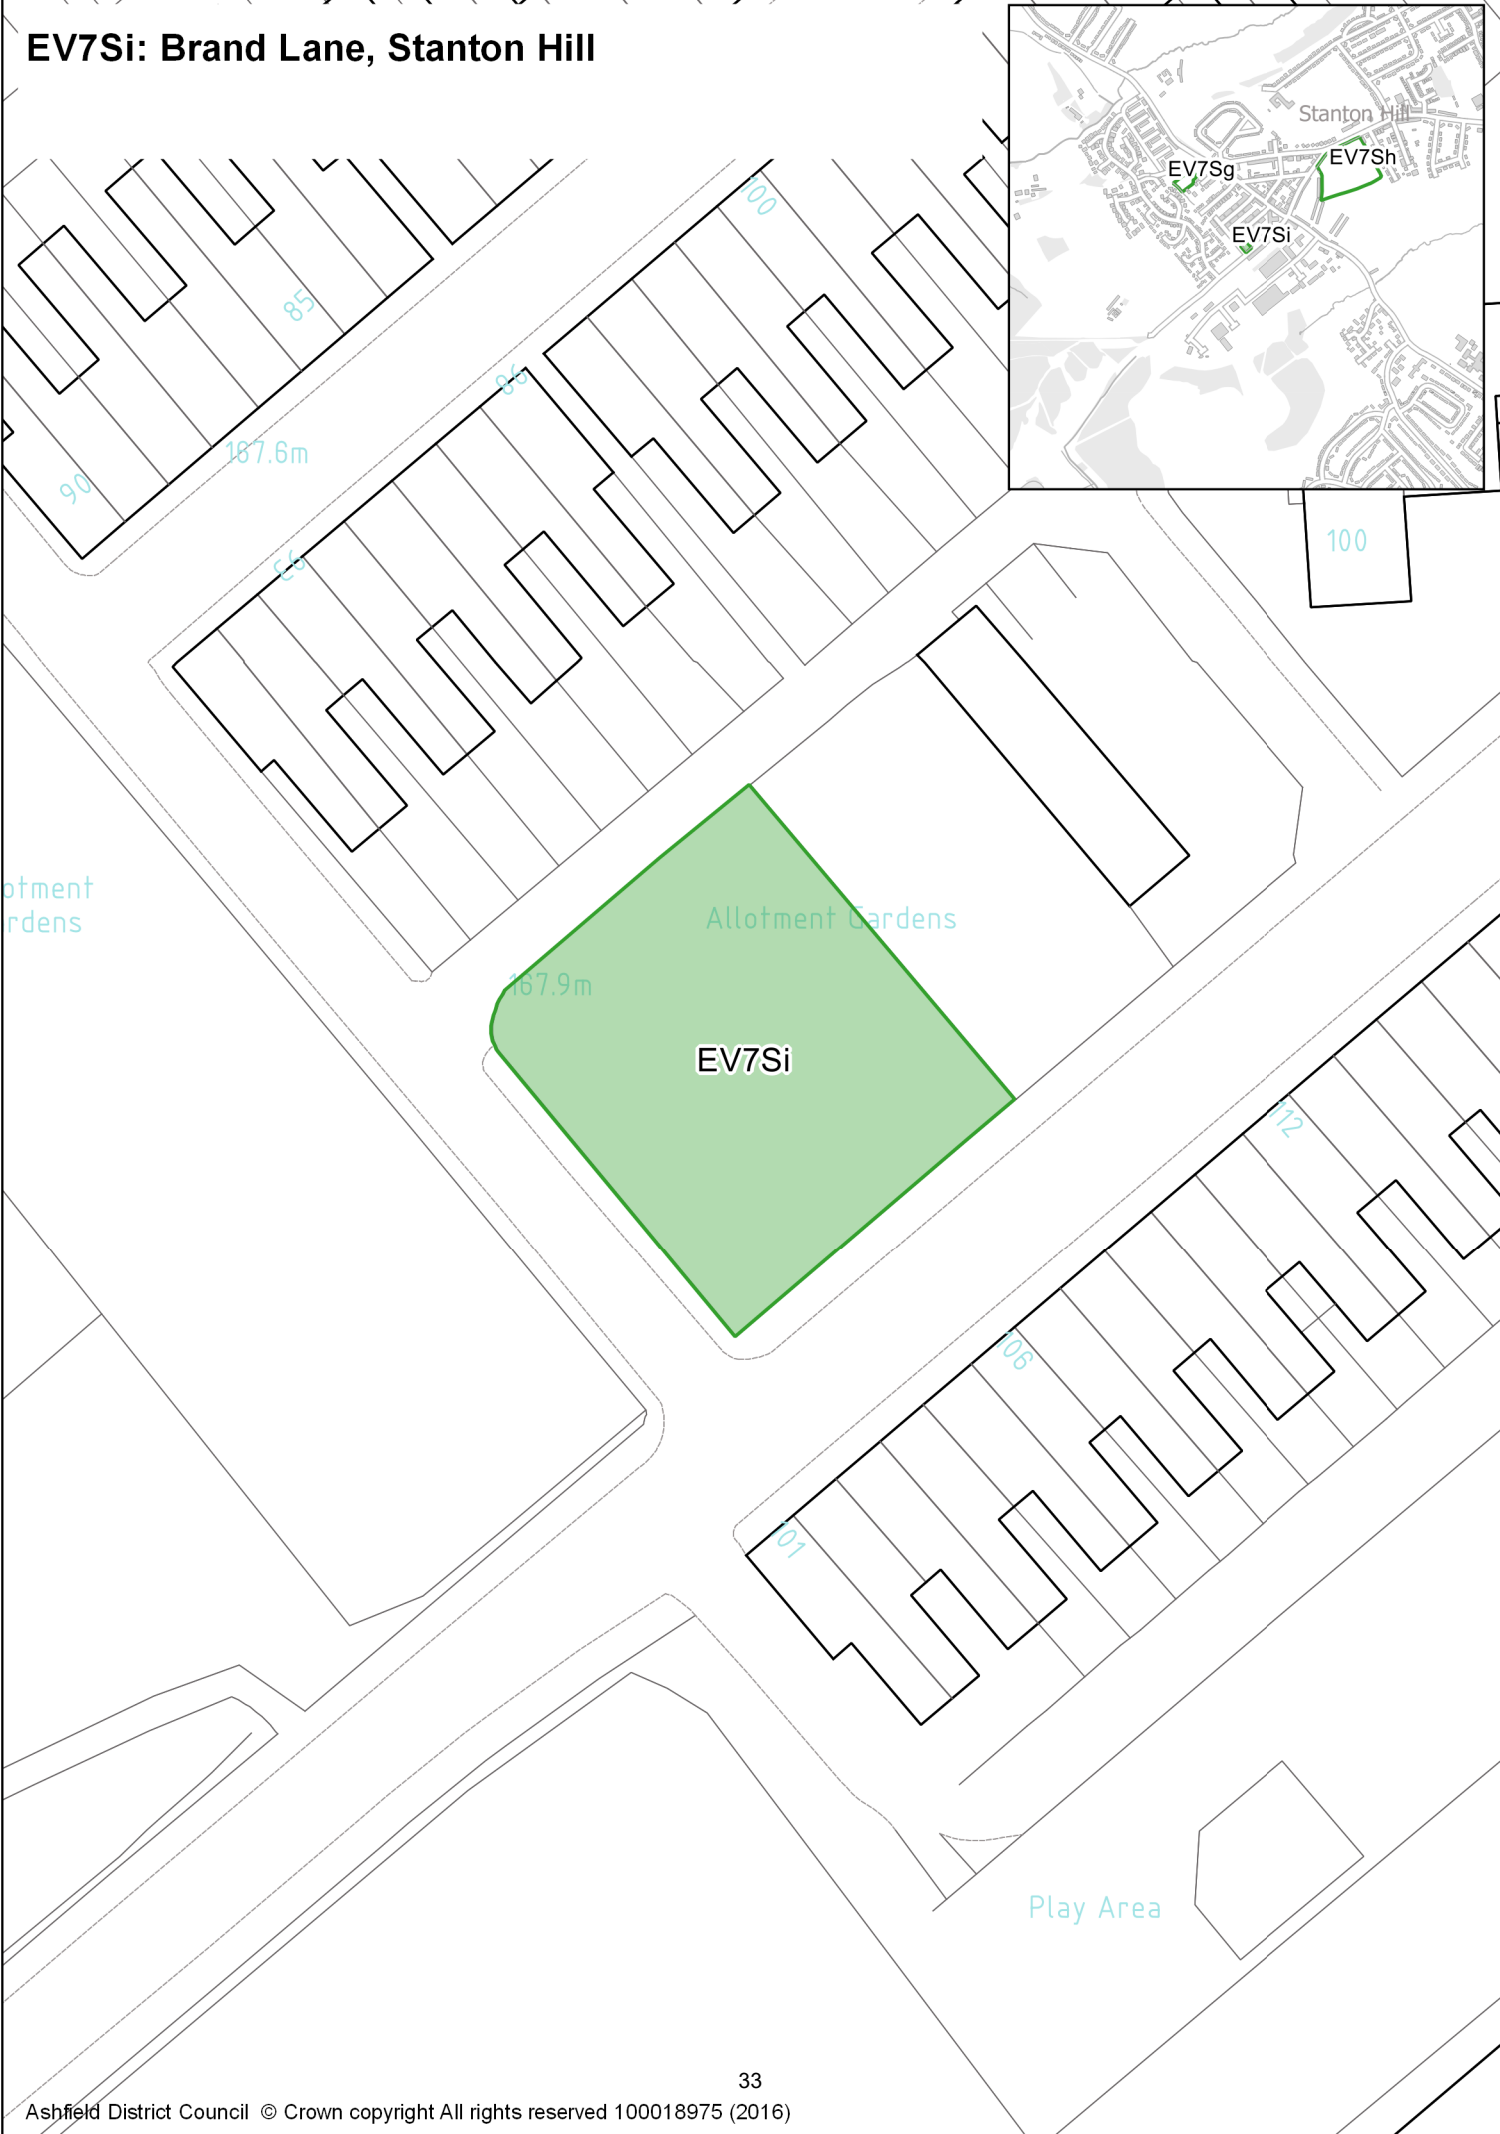 EV7Si: Brand Lane, Stanton Hill
Stanton Hill
EV7Sh
EV7Sg
EV7Si
100
85
98
167.6m
90
93
100
otment
rdens
Allotment Gardens
167.9m
EV7Si
112
106
101
Play Area
33
Ashfield District Council © Crown copyright All rights reserved 100018975 (2016)